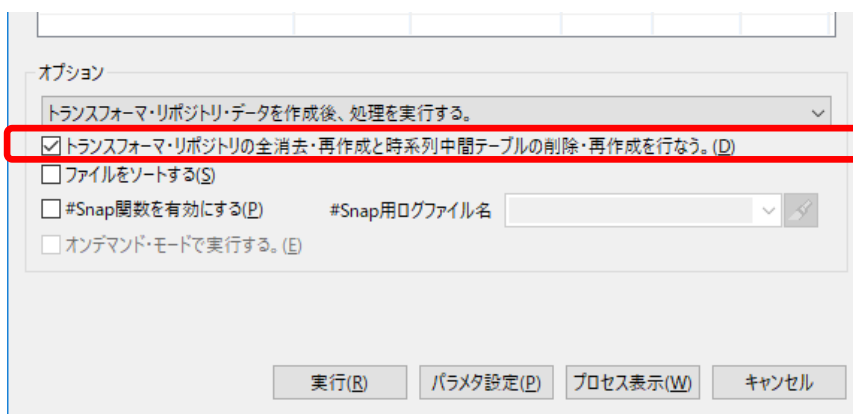 オプション
トランスフォーマ・リポジトリ・データを作成後、処理を実行する。
トランスフォーマ・リポジトリの全消去・再作成と時系列中間テーブルの削除・再作成を行なう。(D)
ファイルをソートする(S)
#Snap関数を有効にする(P) #Snap用ログファイル名
オンデマンド・モードで実行する。(E)
実行(R) パラメタ設定(P) プロセス表示(W) キャンセル